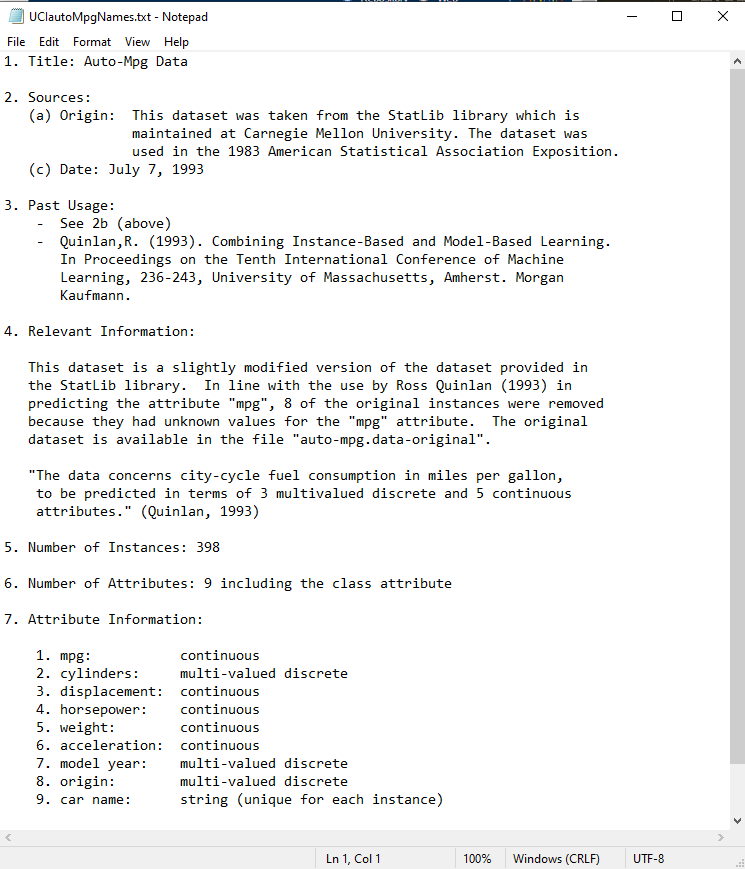 UCIautoMpgNames.txt - Notepad
File Edit Format View Help
1. Title: Auto-Mpg Data
2. Sources:
(a) Origin: This dataset was taken from the StatLib library which is
maintained at Carnegie Mellon University. The dataset was
used in the 1983 American Statistical Association Exposition.
(c) Date: July 7, 1993
3. Past Usage:
- See 2b (above)
- Quinlan,R. (1993). Combining Instance-Based and Model-Based Learning.
In Proceedings on the Tenth International Conference of Machine
Learning, 236-243, University of Massachusetts, Amherst. Morgan
Kaufmann.
4. Relevant Information:
This dataset is a slightly modified version of the dataset provided in
the StatLib library. In line with the use by Ross Quinlan (1993) in
predicting the attribute "mpg", 8 of the original instances were removed
because they had unknown values for the "mpg" attribute. The original
dataset is available in the file "auto-mpg.data-original".
"The data concerns city-cycle fuel consumption in miles per gallon,
to be predicted in terms of 3 multivalued discrete and 5 continuous
attributes." (Quinlan, 1993)
5. Number of Instances: 398
6. Number of Attributes: 9 including the class attribute
7. Attribute Information:
1. mpg: continuous
2. cylinders: multi-valued discrete
3. displacement: continuous
4. horsepower: continuous
5. weight: continuous
6. acceleration: continuous
7. model year: multi-valued discrete
8. origin: multi-valued discrete
9. car name: string (unique for each instance)
Ln 1, Col 1 100% Windows (CRLF) UTF-8